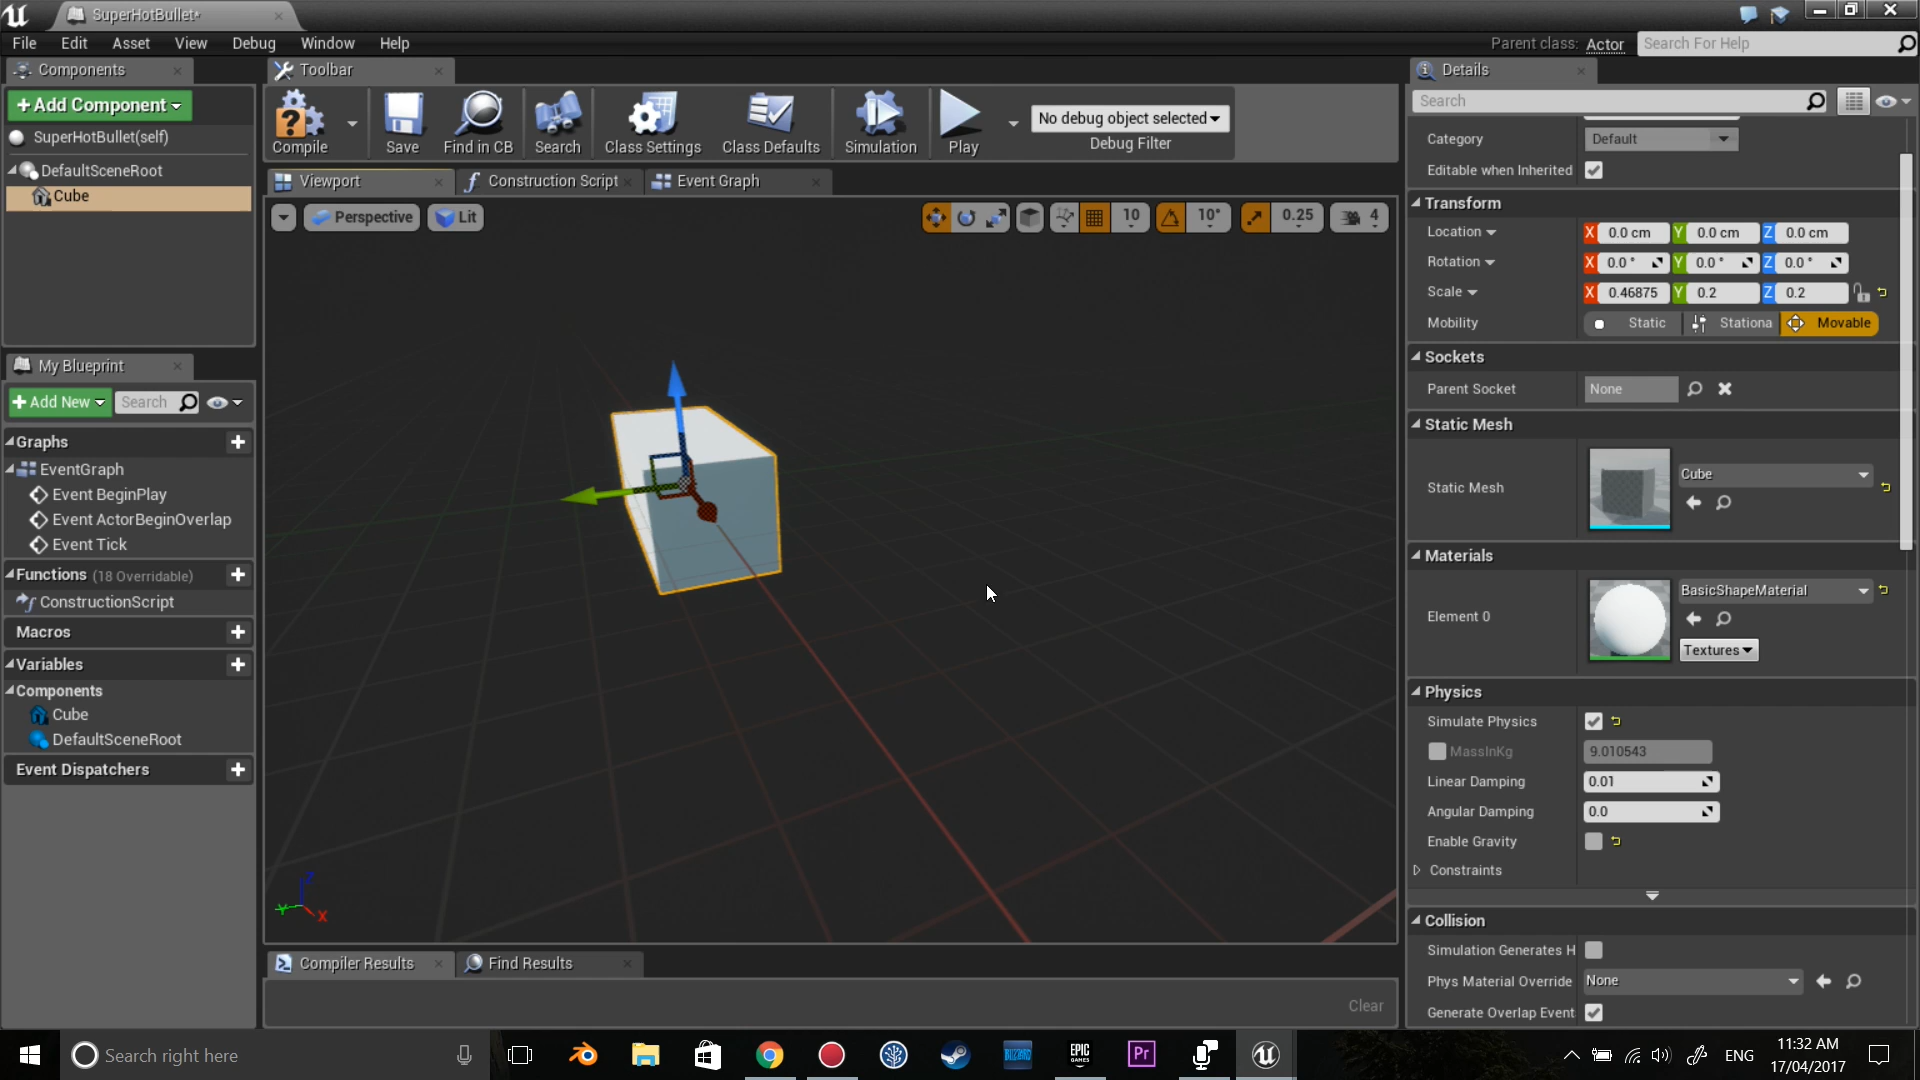 SuperHotBullet*
File Edit Asset View Debug Window Help
Parent class: Actor
Search For Help
Components
Add Component
SuperHotBullet(self)
DefaultSceneRoot
Cube
My Blueprint
Add New
Search
Graphs
EventGraph
Event BeginPlay
Event ActorBeginOverlap
Event Tick
Functions (18 Overridable)
ConstructionScript
Macros
Variables
Components
Cube
DefaultSceneRoot
Event Dispatchers
Toolbar
Compile
Save
Find in CB
Search
Class Settings
Class Defaults
Simulation
Play
No debug object selected
Debug Filter
Viewport
Construction Script
Event Graph
Perspective
Lit
10
10°
0.25
4
X
Compiler Results
Find Results
Clear
Details
Search
Category Default
Editable when Inherited
Transform
Location X 0.0 cm Y 0.0 cm Z 0.0 cm
Rotation X 0.0 ° Y 0.0 ° Z 0.0 °
Scale X 0.46875 Y 0.2 Z 0.2
Mobility Static Stationa Movable
Sockets
Parent Socket None
Static Mesh
Static Mesh
Cube
Materials
Element 0
BasicShapeMaterial
Textures
Physics
Simulate Physics
MassInKg 9.010543
Linear Damping 0.01
Angular Damping 0.0
Enable Gravity
Constraints
Collision
Simulation Generates H
Phys Material Override None
Generate Overlap Event
Search right here
BLIZZARD
EPIC
GAMES
Pr
ENG
11:32 AM
17/04/2017